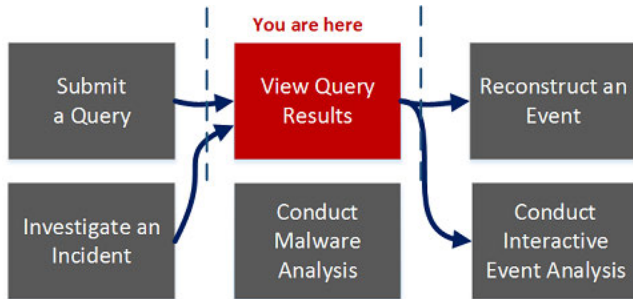 You are here
Submit
a Query
View Query
Results
Reconstruct an
Event
Investigate an
Incident
Conduct
Malware
Analysis
Conduct
Interactive
Event Analysis